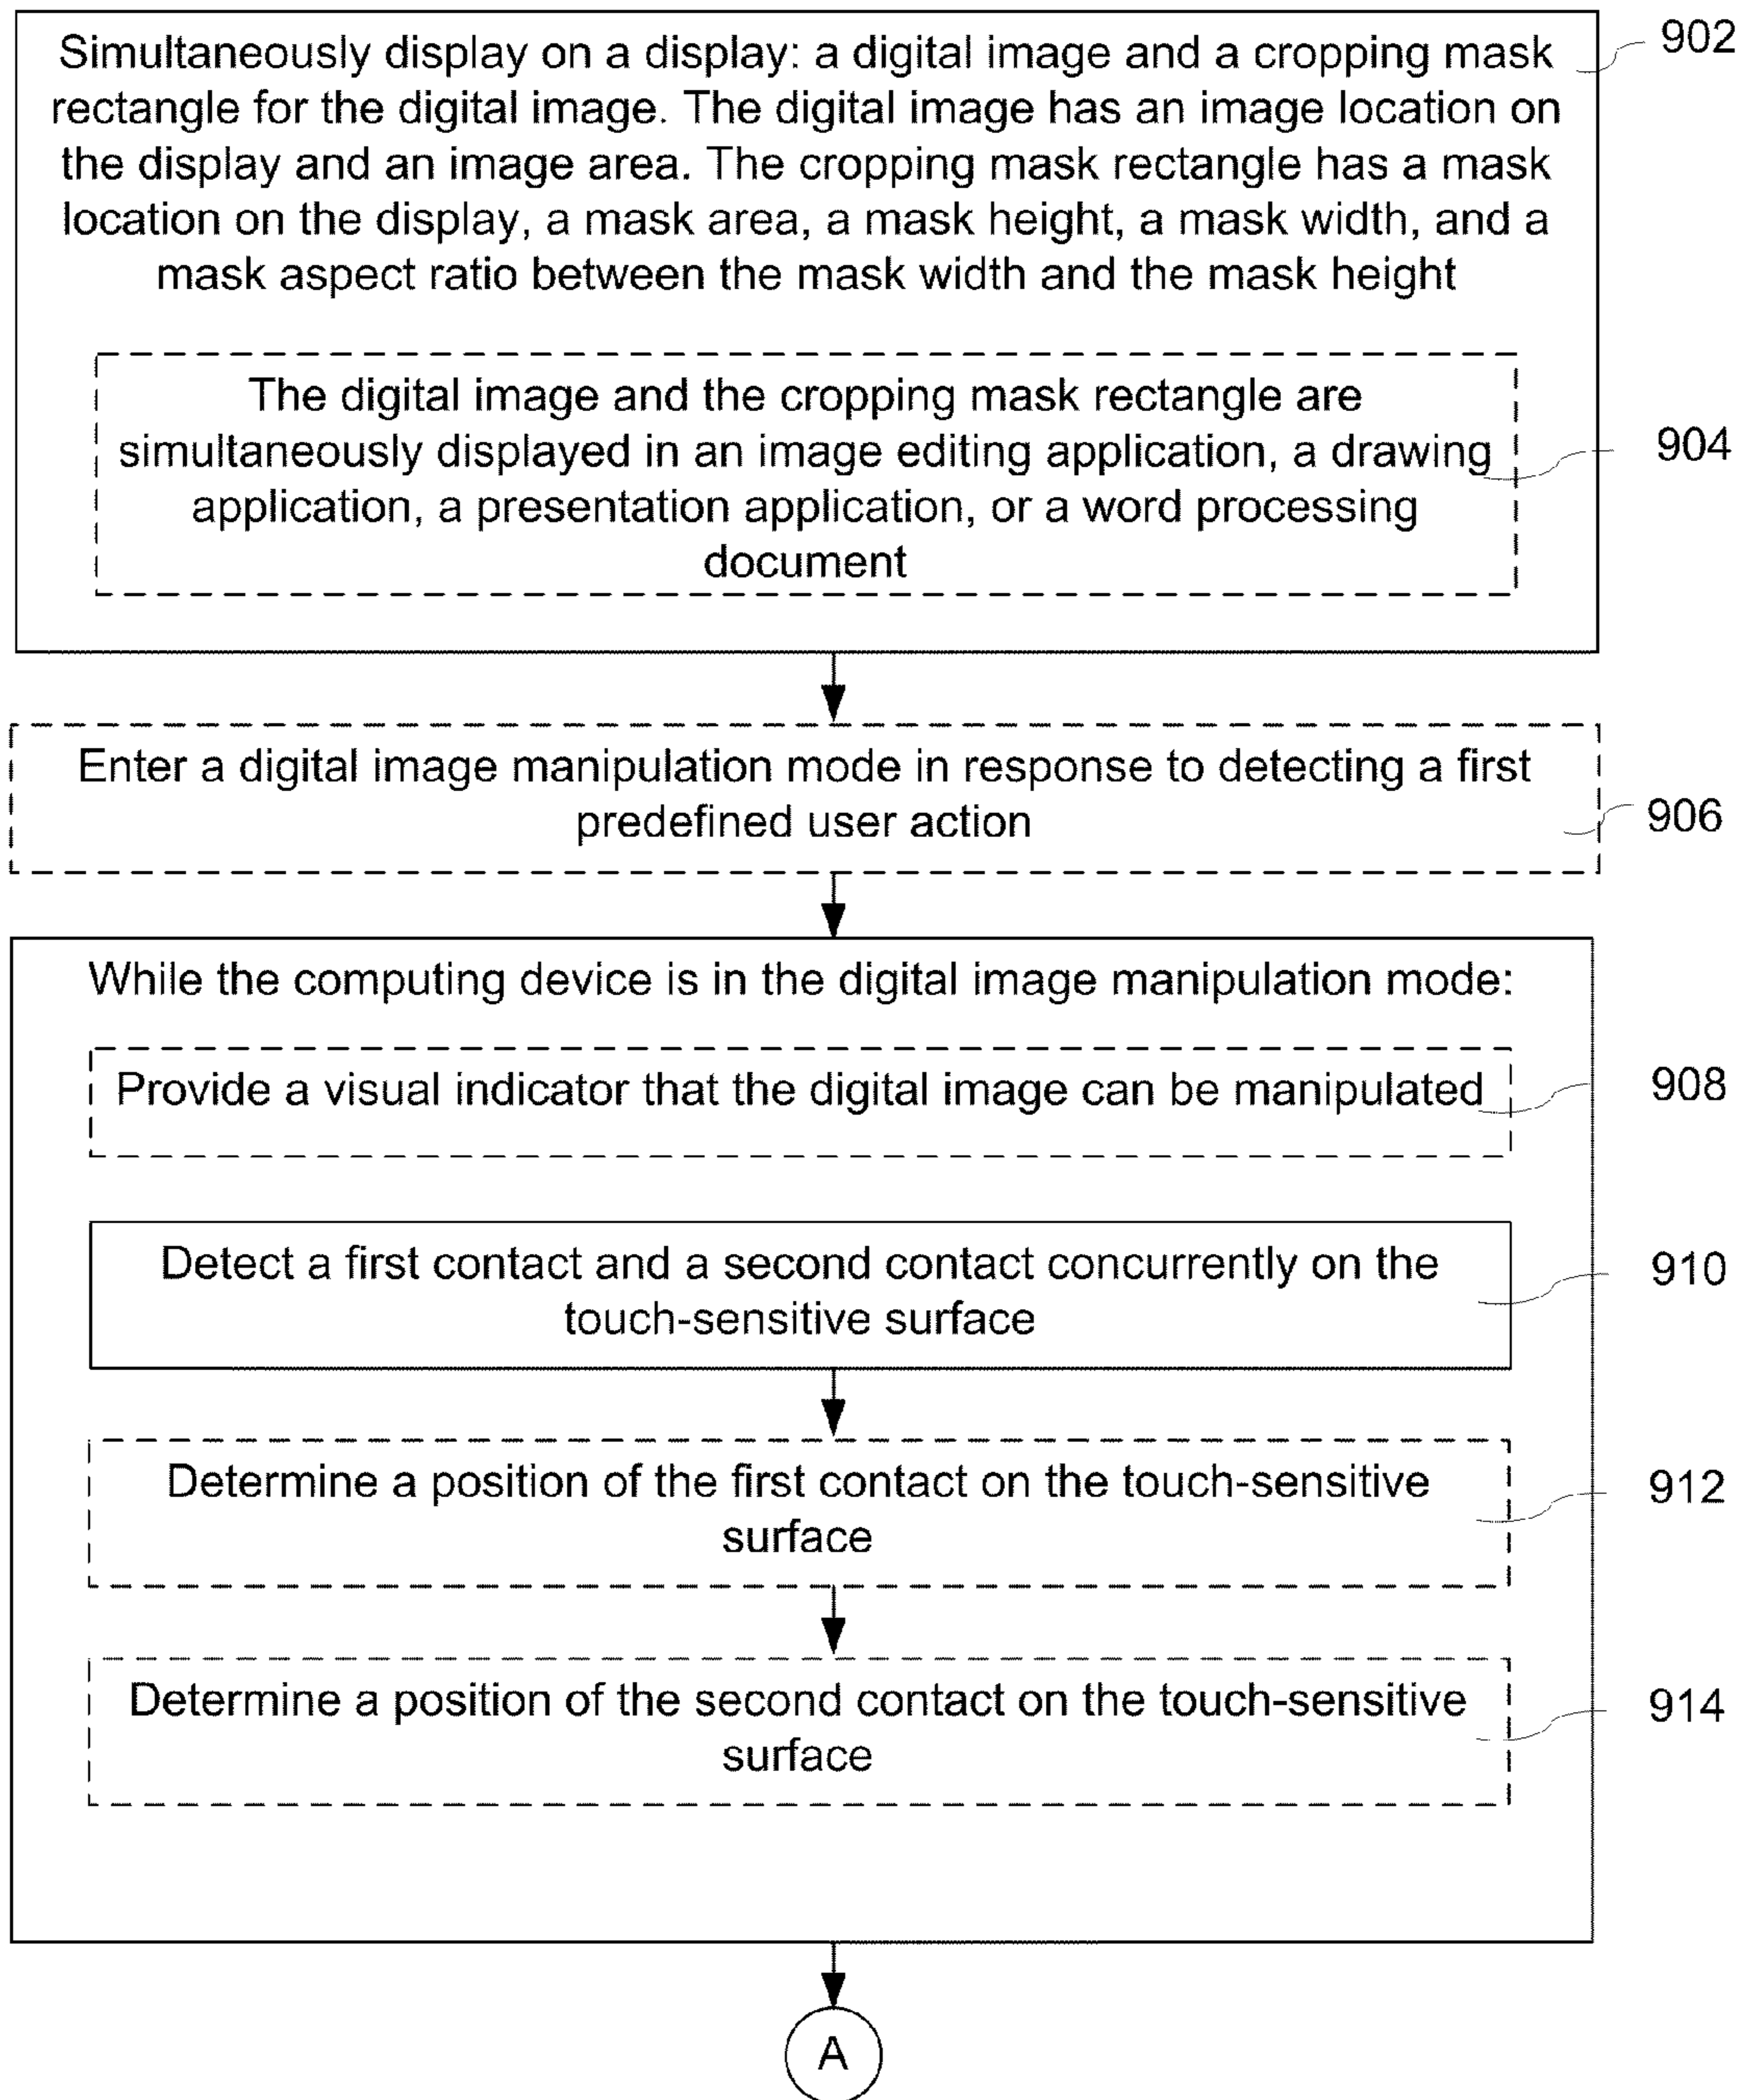 Simultaneously display on a display: a digital image and a cropping mask
rectangle for the digital image. The digital image has an image location on
the display and an image area. The cropping mask rectangle has a mask
location on the display, a mask area, a mask height, a mask width, and a
mask aspect ratio between the mask width and the mask height
902
The digital image and the cropping mask rectangle are
simultaneously displayed in an image editing application, a drawing
application, a presentation application, or a word processing
document
904
Enter a digital image manipulation mode in response to detecting a first
predefined user action
906
While the computing device is in the digital image manipulation mode:
Provide a visual indicator that the digital image can be manipulated
908
Detect a first contact and a second contact concurrently on the
touch-sensitive surface
910
Determine a position of the first contact on the touch-sensitive
surface
912
Determine a position of the second contact on the touch-sensitive
surface
914
A